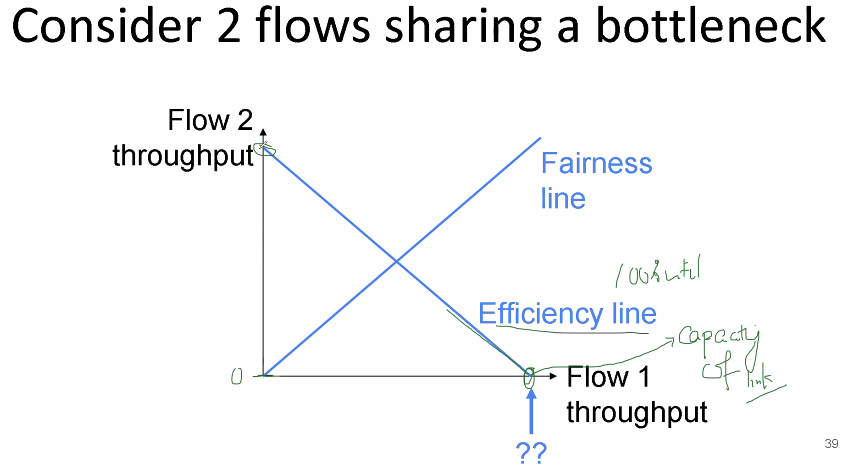 Consider 2 flows sharing a bottleneck
Flow 2
throughput
Fairness
line
100% util
Efficiency line
Capacity
of link
0
Flow 1
throughput
??
39